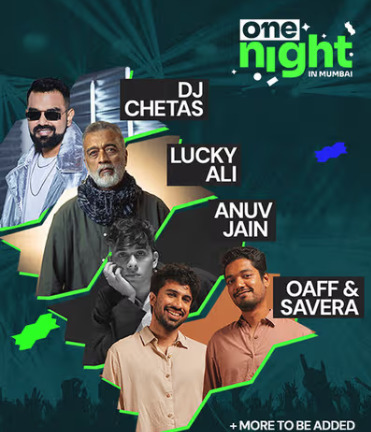 one
night
IN MUMBAI
DJ
CHETAS
LUCKY
ALI
ANUV
JAIN
OAFF &
SAVERA
+ MORE TO BE ADDED